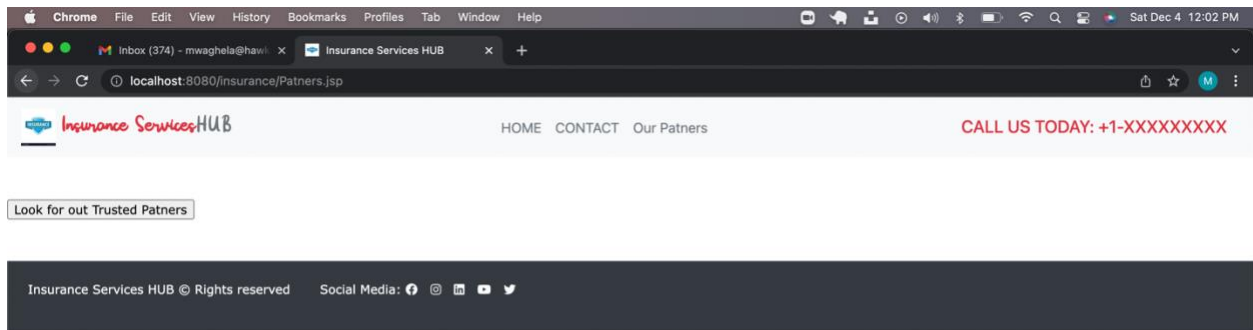 Chrome File Edit View History Bookmarks Profiles Tab Window Help Sat Dec 4 12:02 PM
Inbox (374) - mwaghela@hawk Insurance Services HUB
localhost:8080/insurance/Patners.jsp M
Insurance ServicesHUB HOME CONTACT Our Patners CALL US TODAY: +1-XXXXXXXXX
Look for out Trusted Patners
Insurance Services HUB © Rights reserved Social Media: